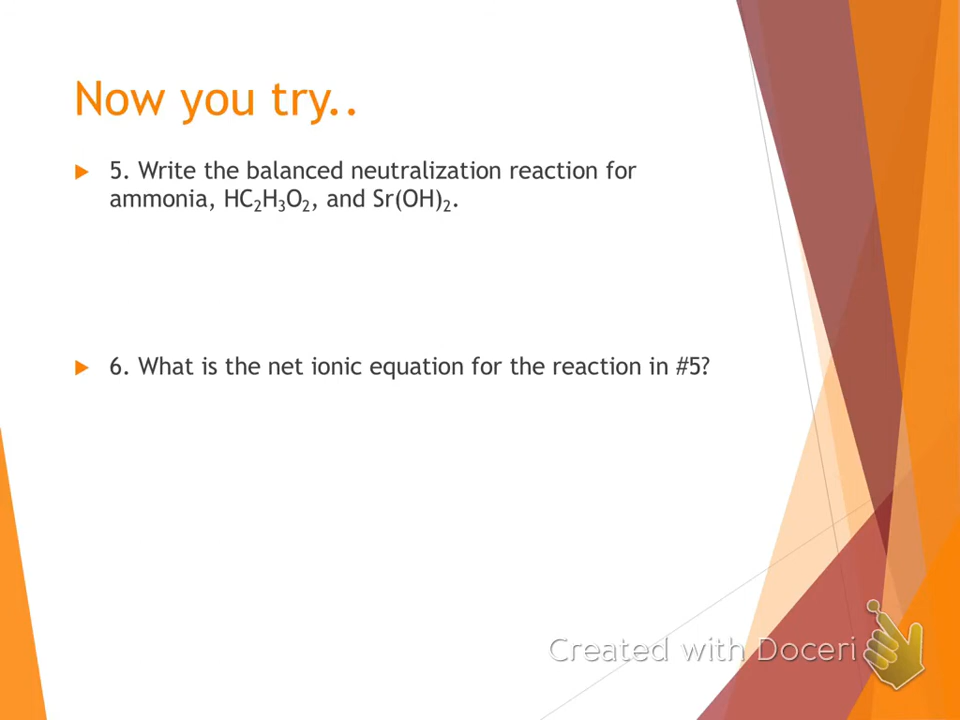 Now you try..
5. Write the balanced neutralization reaction for
ammonia, HC₂H₃O₂, and Sr(OH)₂.
6. What is the net ionic equation for the reaction in #5?
Created with Doceri